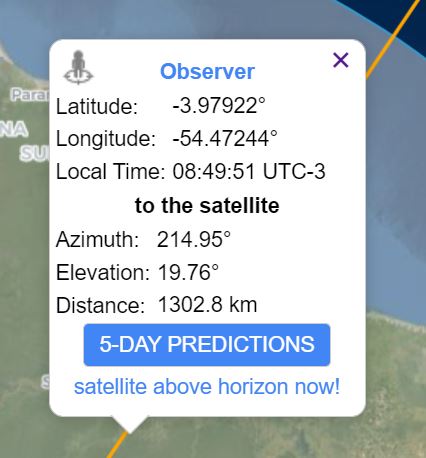 Observer
Latitude: -3.97922°
Longitude: -54.47244°
Local Time: 08:49:51 UTC-3
to the satellite
Azimuth: 214.95°
Elevation: 19.76°
Distance: 1302.8 km
5-DAY PREDICTIONS
satellite above horizon now!
Para
NA
SU